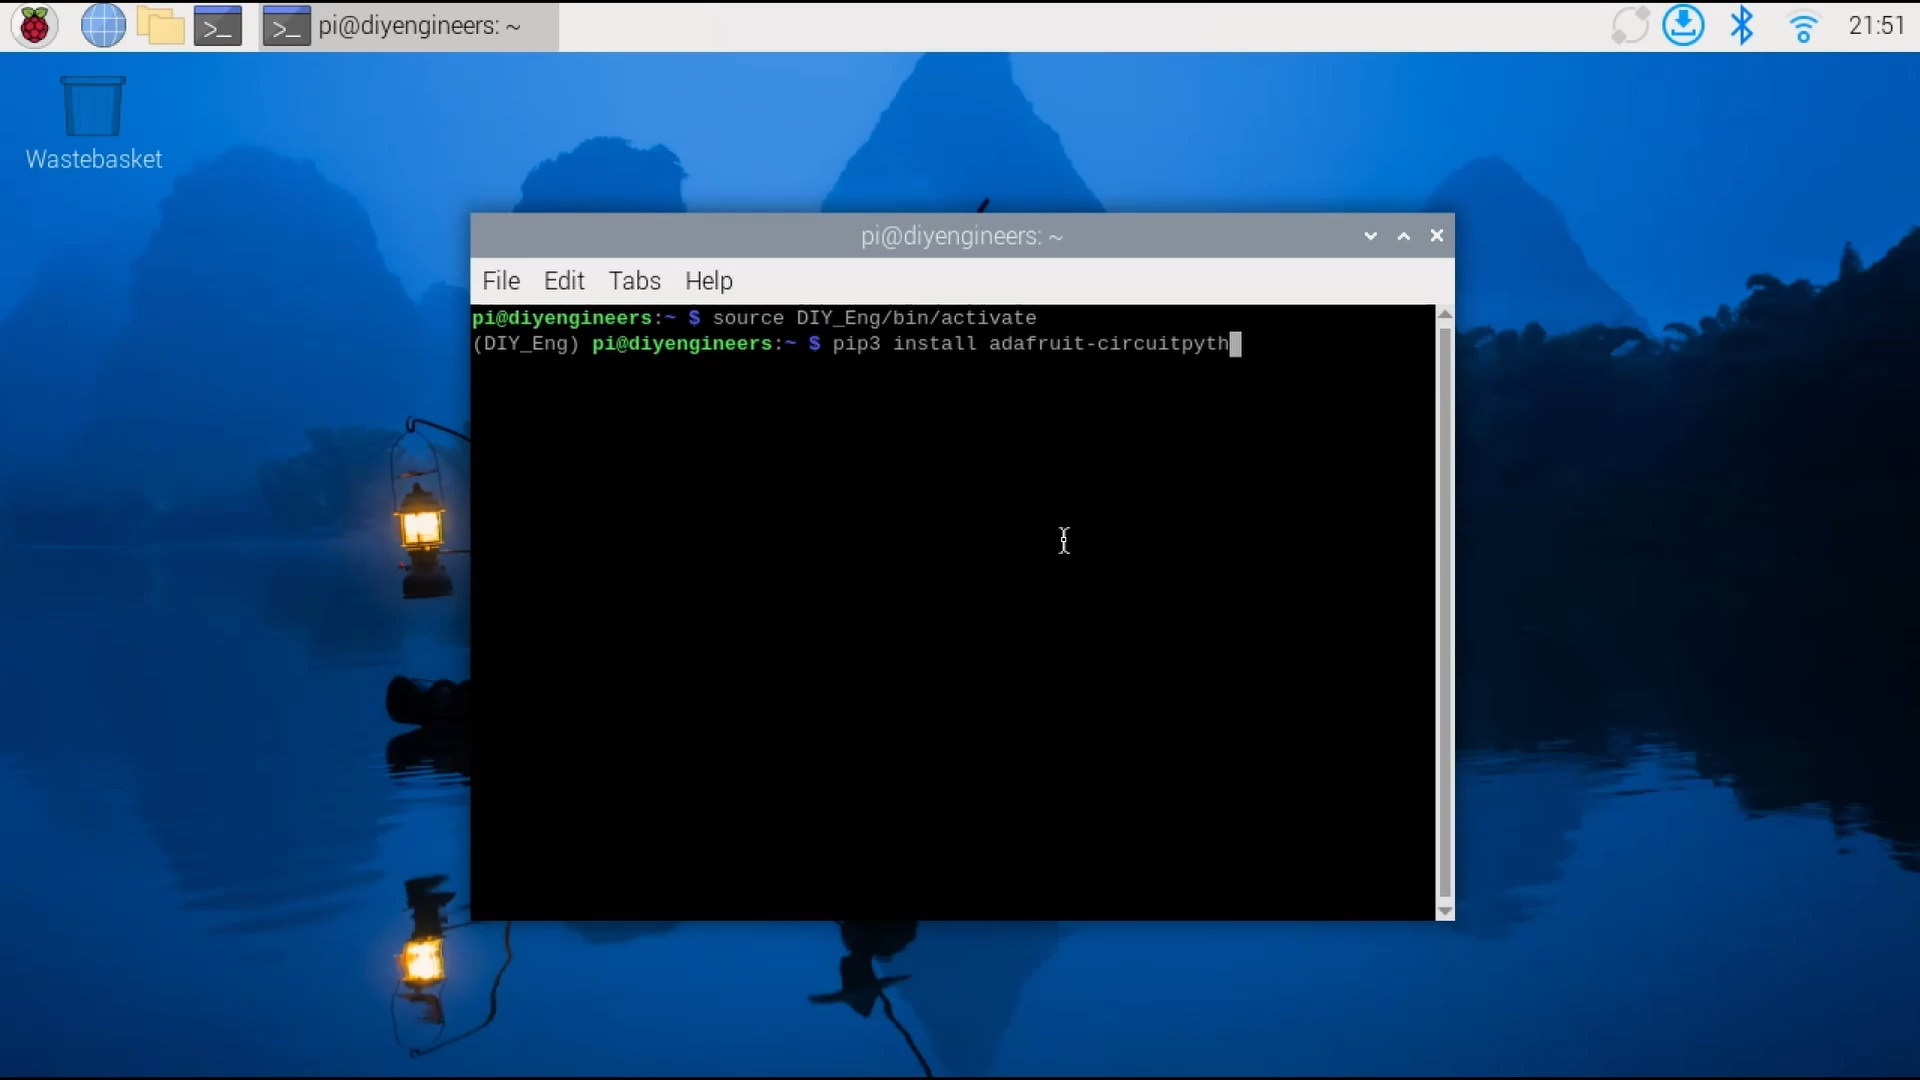 pi@diyengineers: ~
21:51
Wastebasket
pi@diyengineers: ~
File Edit Tabs Help
pi@diyengineers:~ $ source DIY_Eng/bin/activate
(DIY_Eng) pi@diyengineers:~ $ pip3 install adafruit-circuitpyth